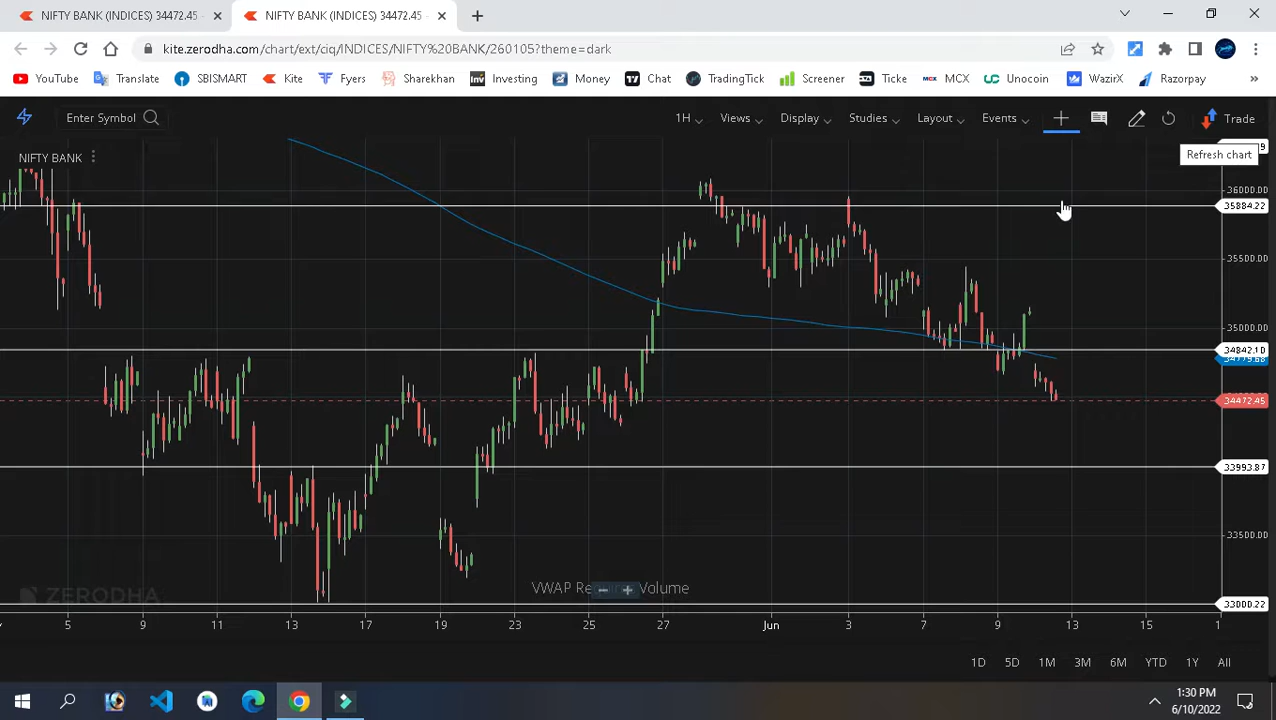 NIFTY BANK (INDICES) 34472.45 - NIFTY BANK (INDICES) 34472.45 -
kite.zerodha.com/chart/ext/ciq/INDICES/NIFTY%20BANK/260105?theme=dark
YouTube Translate SBISMART Kite Fyers Sharekhan Inv Investing Money Chat TradingTick Screener Ticke MCX MCX Unocoin WazirX Razorpay »
Enter Symbol 1H Views Display Studies Layout Events Trade
Refresh chart
NIFTY BANK
36000.00
35884.22
35500.00
35000.00
34842.10
34472.45
33993.87
33500.00
VWAP Re Volume
ZERODHA
33000.22
5 9 11 13 17 19 23 25 27 Jun 3 7 9 13 15 1
1D 5D 1M 3M 6M YTD 1Y All
1:30 PM
6/10/2022